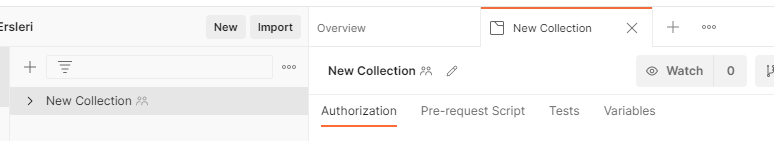 Ersleri
New
Import
Overview
New Collection
New Collection
New Collection
Watch
0
Authorization
Pre-request Script
Tests
Variables